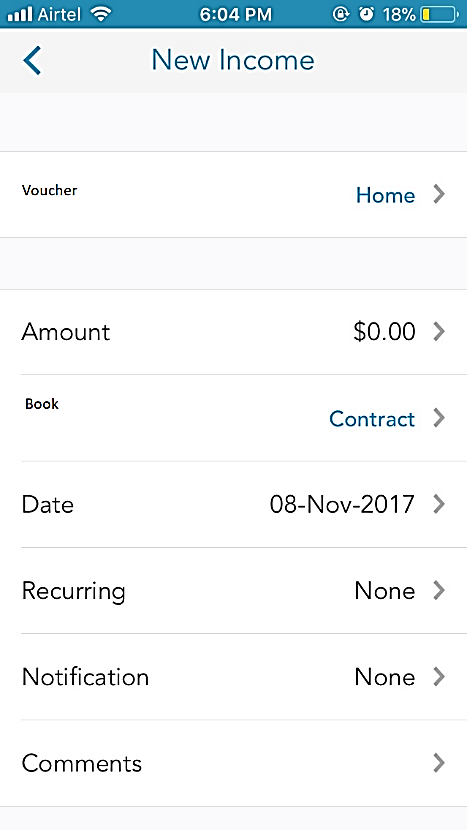 Airtel 6:04 PM 18%
New Income
Voucher Home
Amount $0.00
Book Contract
Date 08-Nov-2017
Recurring None
Notification None
Comments